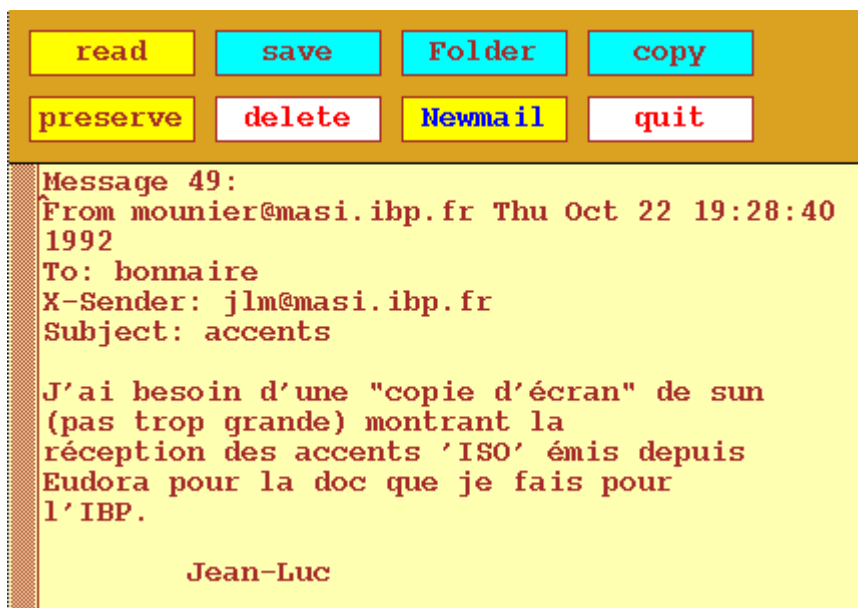 read save Folder copy
preserve delete Newmail quit
Message 49:
From mounier@masi.ibp.fr Thu Oct 22 19:28:40
1992
To: bonnaire
X-Sender: jlm@masi.ibp.fr
Subject: accents
J'ai besoin d'une "copie d'écran" de sun
(pas trop grande) montrant la
réception des accents 'ISO' émis depuis
Eudora pour la doc que je fais pour
l'IBP.
Jean-Luc